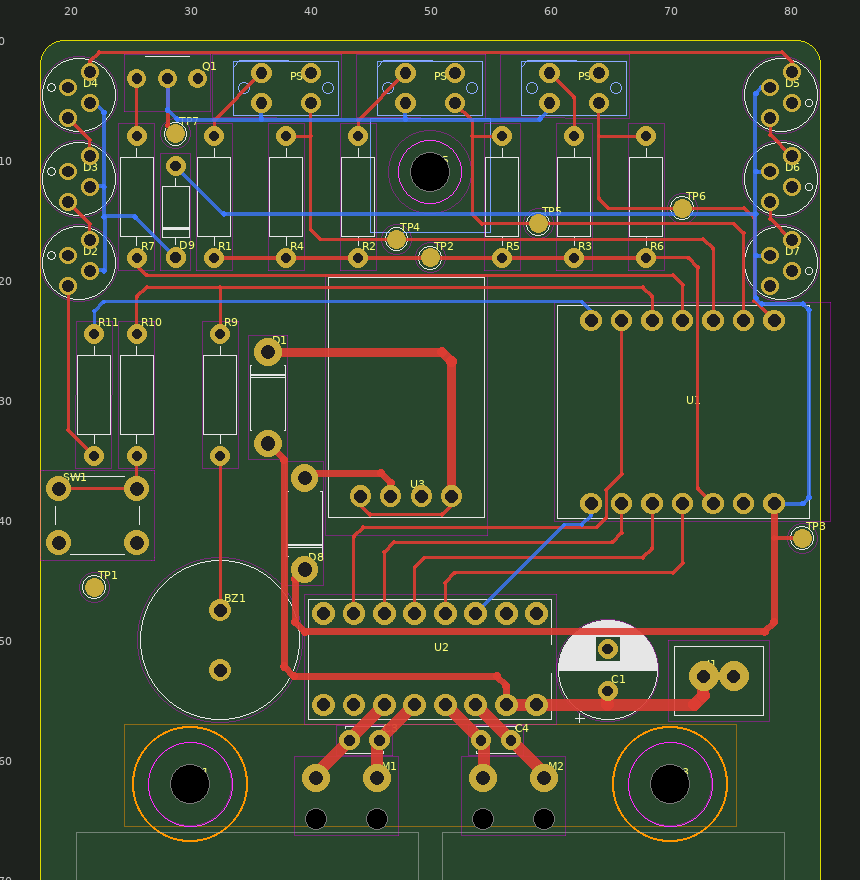 20 30 40 50 60 70 80
0
D4 Q1 PS PS PS D5
TP7
10
D3 D6
TP6
TP5
TP4
D2 R7 D9 R1 R4 R2 TP2 R5 R3 R6 D7
20
R11 R10 R9
D1
30
U1
SW1 U3
40
TP3
D8
TP1
BZ1
50
U2
J1
C1
C4
60
M1 M2
70